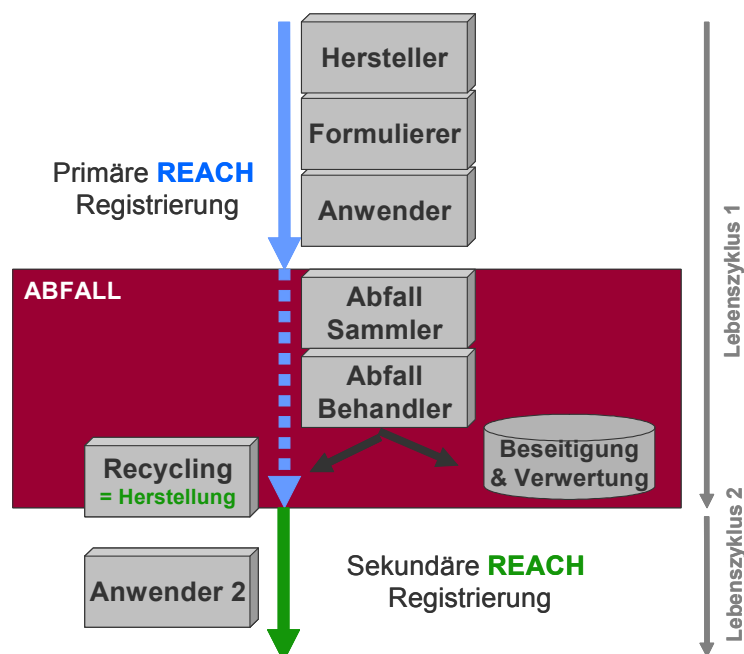 Hersteller
Formulierer
Primäre REACH
Registrierung
Anwender
Lebenszyklus 1
ABFALL
Abfall
Sammler
Abfall
Behandler
Recycling
= Herstellung
Beseitigung
& Verwertung
Lebenszyklus 2
Anwender 2
Sekundäre REACH
Registrierung